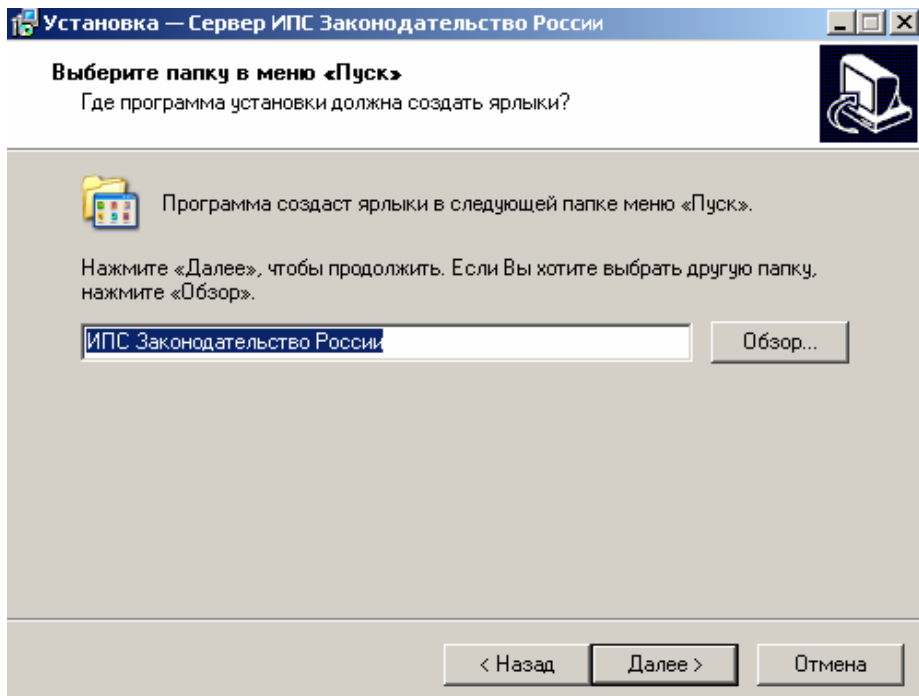 Установка — Сервер ИПС Законодательство России
Выберите папку в меню «Пуск»
Где программа установки должна создать ярлыки?
Программа создаст ярлыки в следующей папке меню «Пуск».
Нажмите «Далее», чтобы продолжить. Если Вы хотите выбрать другую папку,
нажмите «Обзор».
ИПС Законодательство России
Обзор...
< Назад
Далее >
Отмена